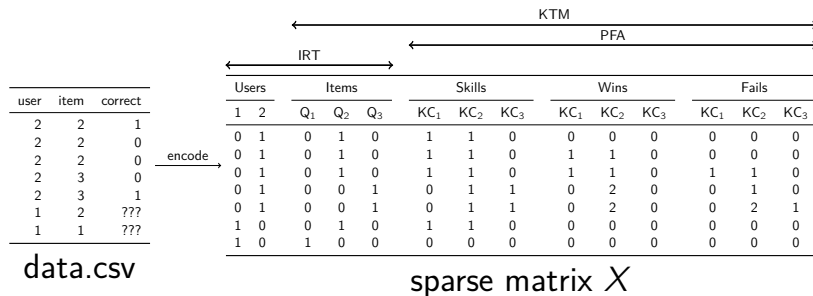 KTM
PFA
IRT
Users Items Skills Wins Fails
1 2 Q1 Q2 Q3 KC1 KC2 KC3 KC1 KC2 KC3 KC1 KC2 KC3
0 1 0 1 0 1 1 0 0 0 0 0 0 0
0 1 0 1 0 1 1 0 1 1 0 0 0 0
0 1 0 1 0 1 1 0 1 1 0 1 1 0
0 1 0 0 1 0 1 1 0 2 0 0 1 0
0 1 0 0 1 0 1 1 0 2 0 0 2 1
1 0 0 1 0 1 1 0 0 0 0 0 0 0
1 0 1 0 0 0 0 0 0 0 0 0 0 0
user item correct
2 2 1
2 2 0
2 2 0
2 3 0
2 3 1
1 2 ???
1 1 ???
encode
data.csv
sparse matrix X